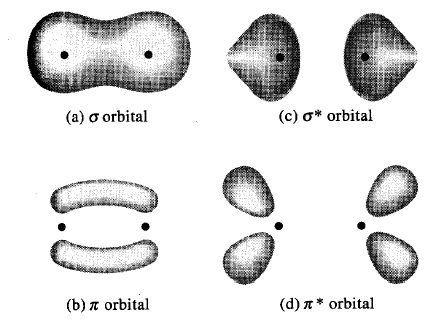 (a) σ orbital
(c) σ* orbital
(b) π orbital
(d) π* orbital